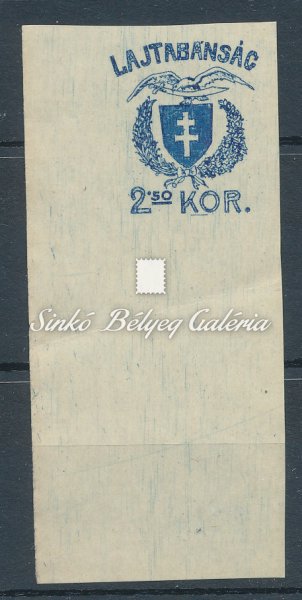 LAJTABÁNSÁG
2.50 KOR.
Sinkó Bélyeg Galéria